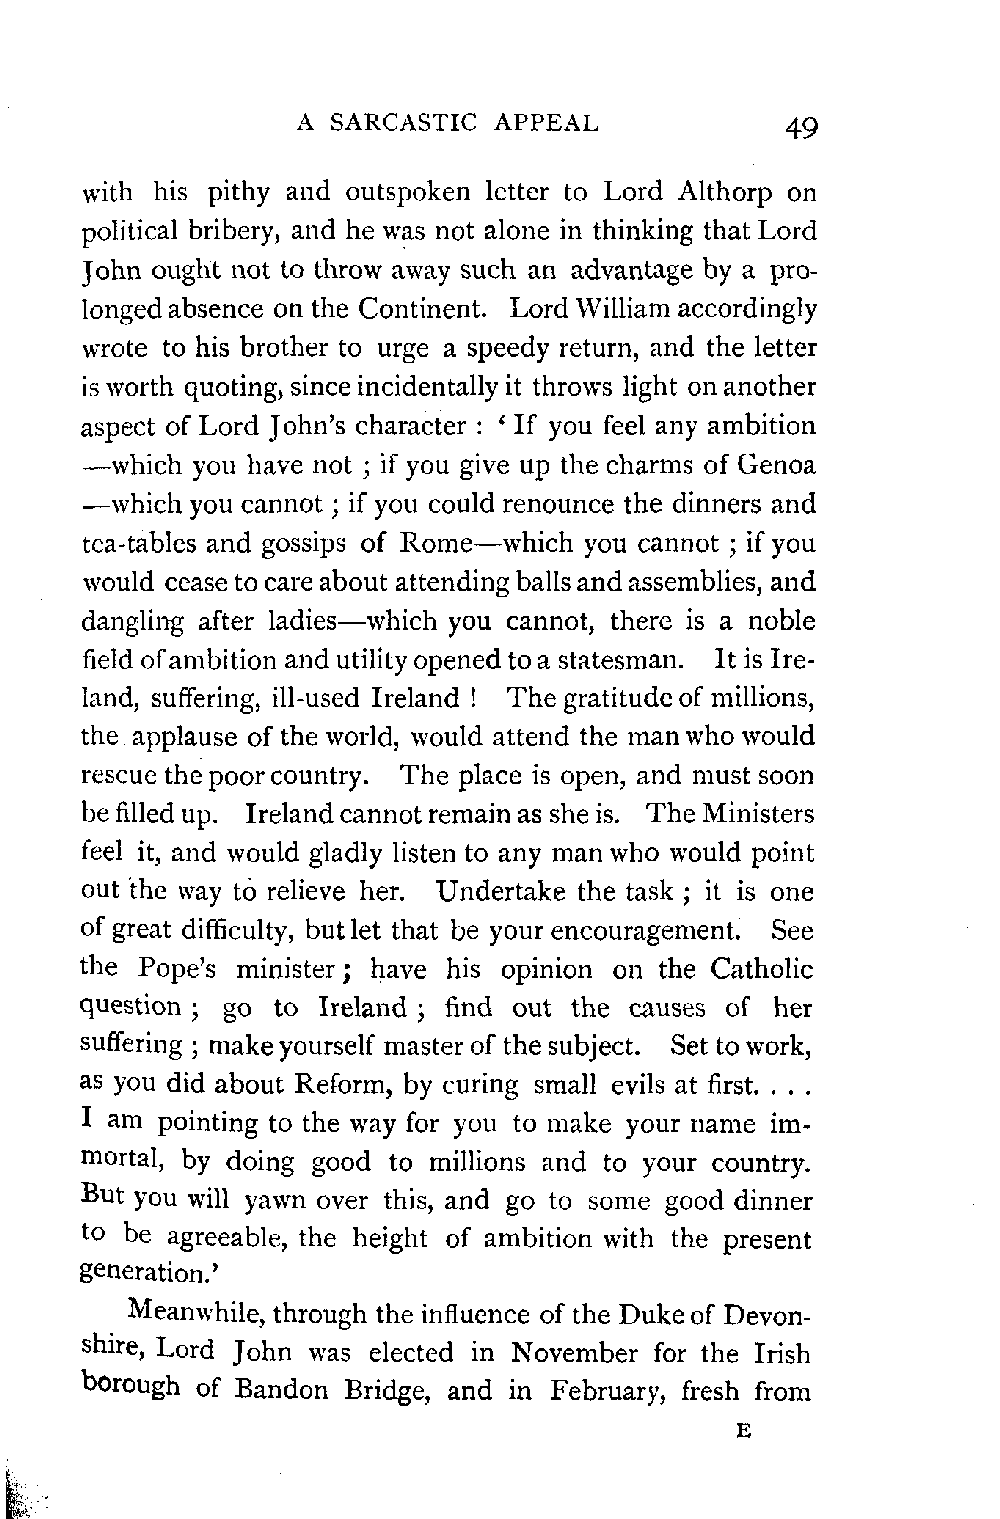 A SARCASTIC APPEAL 49
with his pithy and outspoken letter to Lord Althorp on
political bribery, and he was not alone in thinking that Lord
John ought not to throw away such an advantage by a pro-
longed absence on the Continent. Lord William accordingly
wrote to his brother to urge a speedy return, and the letter
is worth quoting, since incidentally it throws light on another
aspect of Lord John's character : ‘ If you feel any ambition
—which you have not ; if you give up the charms of Genoa
—which you cannot ; if you could renounce the dinners and
tea-tables and gossips of Rome—which you cannot ; if you
would cease to care about attending balls and assemblies, and
dangling after ladies—which you cannot, there is a noble
field of ambition and utility opened to a statesman. It is Ire-
land, suffering, ill-used Ireland ! The gratitude of millions,
the applause of the world, would attend the man who would
rescue the poor country. The place is open, and must soon
be filled up. Ireland cannot remain as she is. The Ministers
feel it, and would gladly listen to any man who would point
out the way to relieve her. Undertake the task ; it is one
of great difficulty, but let that be your encouragement. See
the Pope's minister ; have his opinion on the Catholic
question ; go to Ireland ; find out the causes of her
suffering ; make yourself master of the subject. Set to work,
as you did about Reform, by curing small evils at first. . . .
I am pointing to the way for you to make your name im-
mortal, by doing good to millions and to your country.
But you will yawn over this, and go to some good dinner
to be agreeable, the height of ambition with the present
generation.’
Meanwhile, through the influence of the Duke of Devon-
shire, Lord John was elected in November for the Irish
borough of Bandon Bridge, and in February, fresh from
E